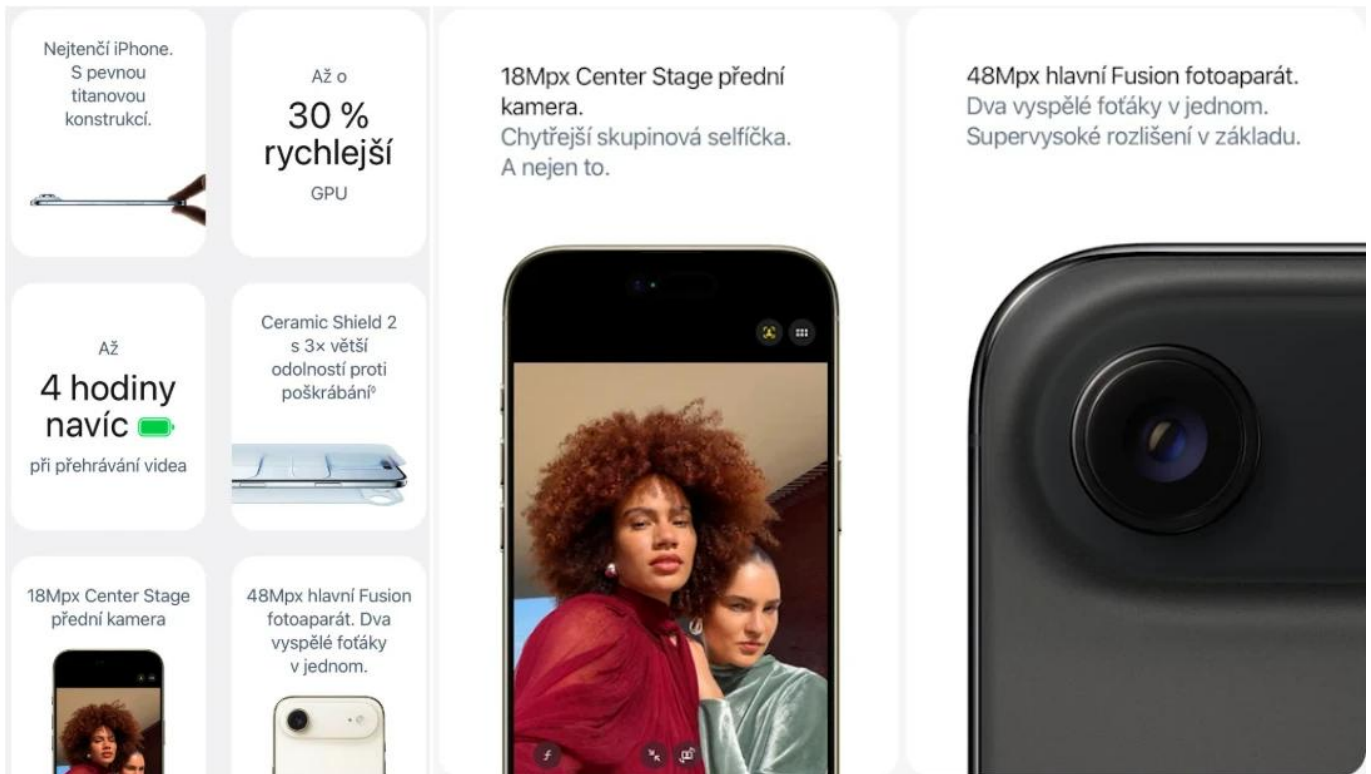 Nejtenčí iPhone.
S pevnou
titanovou
konstrukcí.
Až o
30 %
rychlejší
GPU
Až
4 hodiny
navíc
při přehrávání videa
Ceramic Shield 2
s 3× větší
odolností proti
poškrábání◊
18Mpx Center Stage
přední kamera
48Mpx hlavní Fusion
fotoaparát. Dva
vyspělé foťáky
v jednom.
18Mpx Center Stage přední
kamera.
Chytřejší skupinová selfíčka.
A nejen to.
48Mpx hlavní Fusion fotoaparát.
Dva vyspělé foťáky v jednom.
Supervysoké rozlišení v základu.